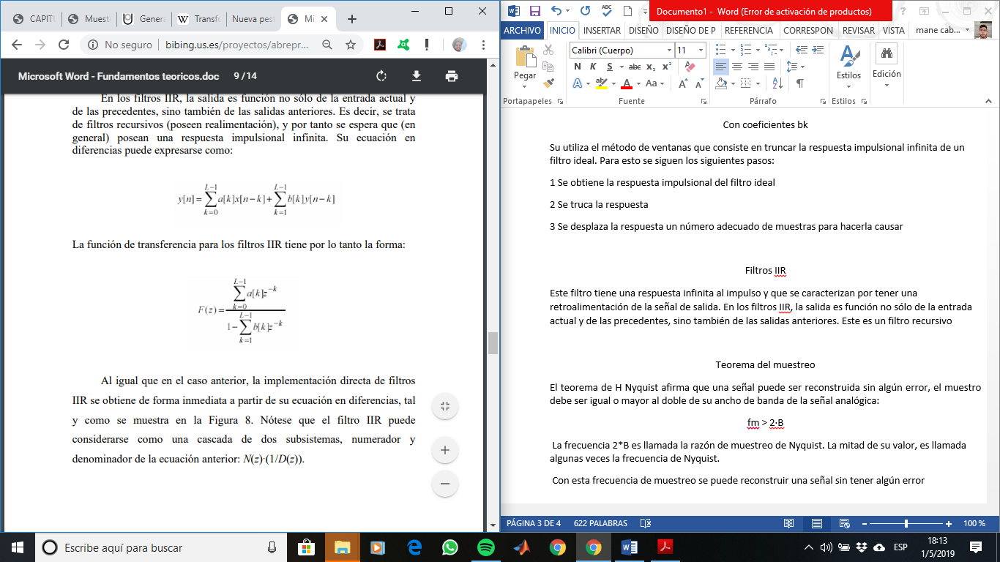 CAPITU
Muest
Genera
Transfo
Nueva pest
Mi
No seguro
bibing.us.es/proyectos/abrepr...
Microsoft Word - Fundamentos teoricos.doc
9 / 14
En los filtros IIR, la salida es función no sólo de la entrada actual y
de las precedentes, sino también de las salidas anteriores. Es decir, se trata
de filtros recursivos (poseen realimentación), y por tanto se espera que (en
general) posean una respuesta impulsional infinita. Su ecuación en
diferencias puede expresarse como:
y[n] = ∑_{k=0}^{L−1} a[k]x[n−k] + ∑_{k=1}^{L−1} b[k]y[n−k]
La función de transferencia para los filtros IIR tiene por lo tanto la forma:
F(z) = (∑_{k=0}^{L−1} a[k]z^{−k}) / (1 − ∑_{k=1}^{L−1} b[k]z^{−k})
Al igual que en el caso anterior, la implementación directa de filtros
IIR se obtiene de forma inmediata a partir de su ecuación en diferencias, tal
y como se muestra en la Figura 8. Nótese que el filtro IIR puede
considerarse como una cascada de dos subsistemas, numerador y
denominador de la ecuación anterior: N(z)·(1/D(z)).
Documento1 - Word (Error de activación de productos)
ARCHIVO INICIO INSERTAR DISEÑO DISEÑO DE P REFERENCIA CORRESPON REVISAR VISTA mane cab...
Pegar
Calibri (Cuerpo) 11
N K S abc x₂ x²
A ab A Aa A A
Estilos
Edición
Portapapeles Fuente Párrafo Estilos
Con coeficientes bk
Su utiliza el método de ventanas que consiste en truncar la respuesta impulsional infinita de un
filtro ideal. Para esto se siguen los siguientes pasos:
1 Se obtiene la respuesta impulsional del filtro ideal
2 Se truca la respuesta
3 Se desplaza la respuesta un número adecuado de muestras para hacerla causar
Filtros IIR
Este filtro tiene una respuesta infinita al impulso y que se caracterizan por tener una
retroalimentación de la señal de salida. En los filtros IIR, la salida es función no sólo de la entrada
actual y de las precedentes, sino también de las salidas anteriores. Este es un filtro recursivo
Teorema del muestreo
El teorema de H Nyquist afirma que una señal puede ser reconstruida sin algún error, el muestro
debe ser igual o mayor al doble de su ancho de banda de la señal analógica:
fm > 2·B
La frecuencia 2*B es llamada la razón de muestreo de Nyquist. La mitad de su valor, es llamada
algunas veces la frecuencia de Nyquist.
Con esta frecuencia de muestreo se puede reconstruir una señal sin tener algún error
PÁGINA 3 DE 4 622 PALABRAS 100 %
Escribe aquí para buscar
ESP
18:13
1/5/2019